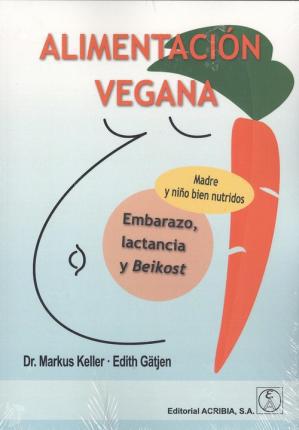 ALIMENTACIÓN
VEGANA
Madre
y niño bien nutridos
Embarazo,
lactancia
y Beikost
Dr. Markus Keller · Edith Gätjen
Editorial ACRIBIA, S.A.